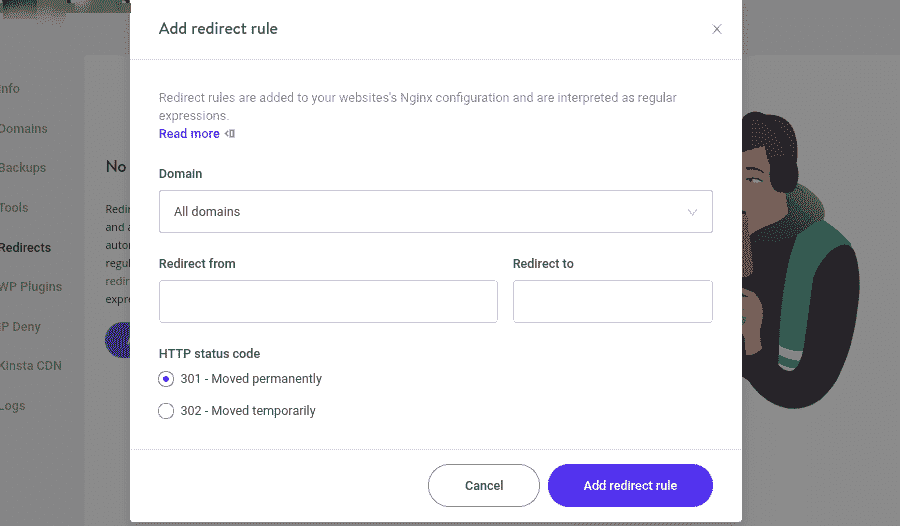 Add redirect rule
Redirect rules are added to your websites's Nginx configuration and are interpreted as regular
expressions.
Read more
Domain
All domains
Redirect from
Redirect to
HTTP status code
301 - Moved permanently
302 - Moved temporarily
Cancel
Add redirect rule
Info
Domains
Backups
Tools
Redirects
WP Plugins
IP Deny
Kinsta CDN
Logs
No
Redir
and a
auto
regul
redir
expre